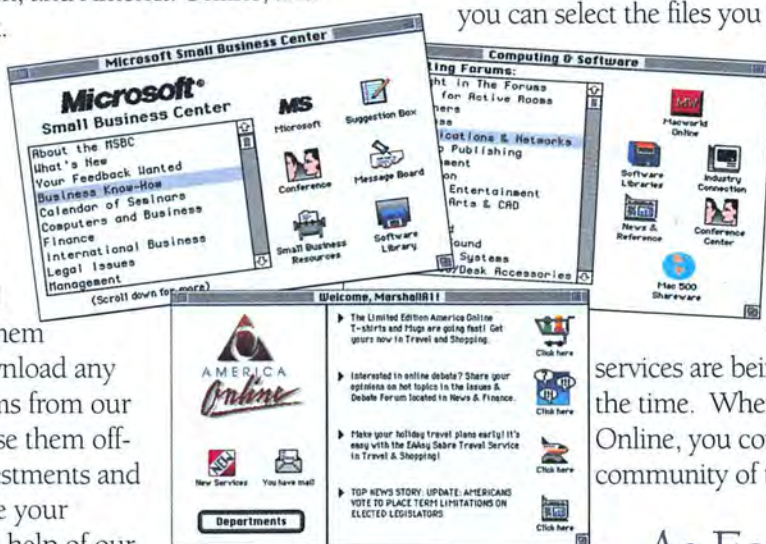 you can select the files you
Microsoft Small Business Center
Microsoft®
Small Business Center
About the MSBC
What's New
Your Feedback Wanted
Business Know-How
Calendar of Seminars
Computers and Business
Finance
International Business
Legal Issues
Management
(Scroll down for more)
MS
Microsoft
Suggestion Box
Conference
Message Board
Small Business
Resources
Software
Library
Computing & Software
Forums:
in The Forums
for Active Rooms
& Networks
Publishing
Entertainment
Arts & CAD
Systems
Desk Accessories
Macworld
Online
Software
Libraries
Industry
Connection
News &
Reference
Conference
Center
Mac 500
Shareware
Welcome, MarshallA1!
AMERICA
Online
New Services
You have mail
Departments
The Limited Edition America Online
T-shirts and Mugs are going fast! Get
yours now in Travel and Shopping.
Click here
Interested in online debate? Share your
opinions on hot topics in the Issues &
Debate Forum located in News & Finance.
Click here
Make your holiday travel plans early! It's
easy with the EAAsy Sabre Travel Service
in Travel & Shopping!
Click here
TOP NEWS STORY: UPDATE: AMERICANS
VOTE TO PLACE TERM LIMITATIONS ON
ELECTED LEGISLATORS
Click here
any
from our
them off-
and
your
help of our
services are
the time.
Online, you
community of